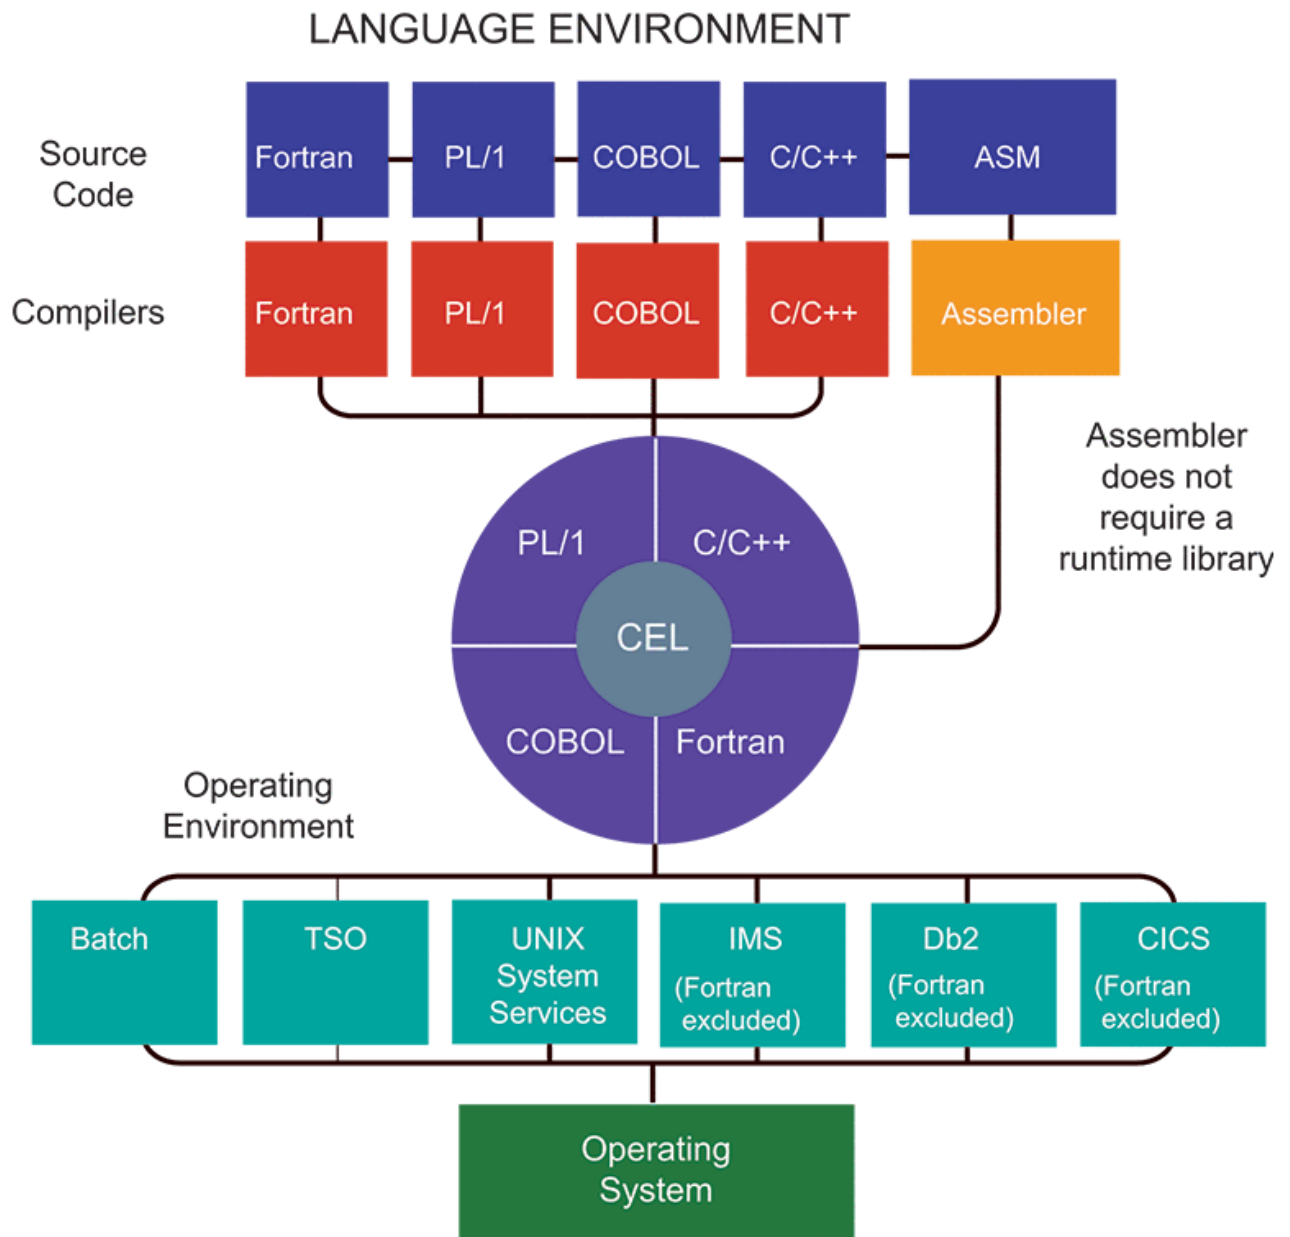 LANGUAGE ENVIRONMENT
Source
Code
Fortran
PL/1
COBOL
C/C++
ASM
Compilers
Fortran
PL/1
COBOL
C/C++
Assembler
Assembler
does not
require a
runtime library
PL/1
C/C++
CEL
COBOL
Fortran
Operating
Environment
Batch
TSO
UNIX
System
Services
IMS
(Fortran
excluded)
Db2
(Fortran
excluded)
CICS
(Fortran
excluded)
Operating
System